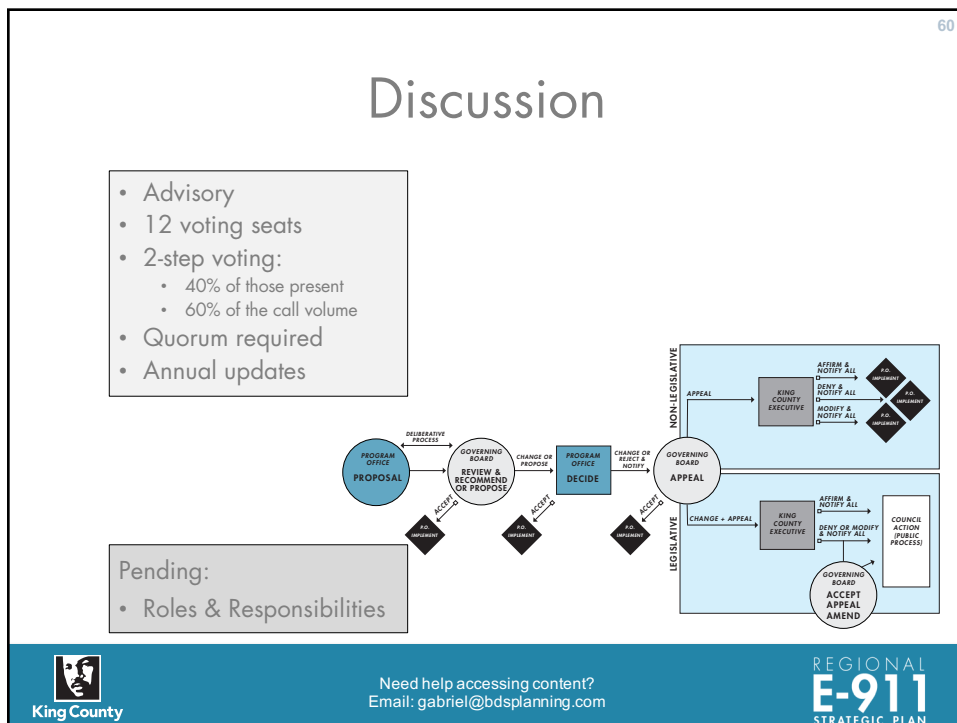 60
Discussion
• Advisory
• 12 voting seats
• 2-step voting:
• 40% of those present
• 60% of the call volume
• Quorum required
• Annual updates
Pending:
• Roles & Responsibilities
PROGRAM
OFFICE
PROPOSAL
DELIBERATIVE
PROCESS
GOVERNING
BOARD
REVIEW &
RECOMMEND
OR PROPOSE
ACCEPT
P.O.
IMPLEMENT
CHANGE OR
PROPOSE
PROGRAM
OFFICE
DECIDE
ACCEPT
P.O.
IMPLEMENT
CHANGE OR
REJECT &
NOTIFY
GOVERNING
BOARD
APPEAL
ACCEPT
P.O.
IMPLEMENT
NON-LEGISLATIVE
APPEAL
KING
COUNTY
EXECUTIVE
AFFIRM &
NOTIFY ALL
DENY &
NOTIFY ALL
MODIFY &
NOTIFY ALL
P.O.
IMPLEMENT
P.O.
IMPLEMENT
P.O.
IMPLEMENT
LEGISLATIVE
CHANGE + APPEAL
KING
COUNTY
EXECUTIVE
AFFIRM &
NOTIFY ALL
DENY OR MODIFY
& NOTIFY ALL
COUNCIL
ACTION
(PUBLIC
PROCESS)
GOVERNING
BOARD
ACCEPT
APPEAL
AMEND
King County
Need help accessing content?
Email: gabriel@bdsplanning.com
REGIONAL
E-911
STRATEGIC PLAN